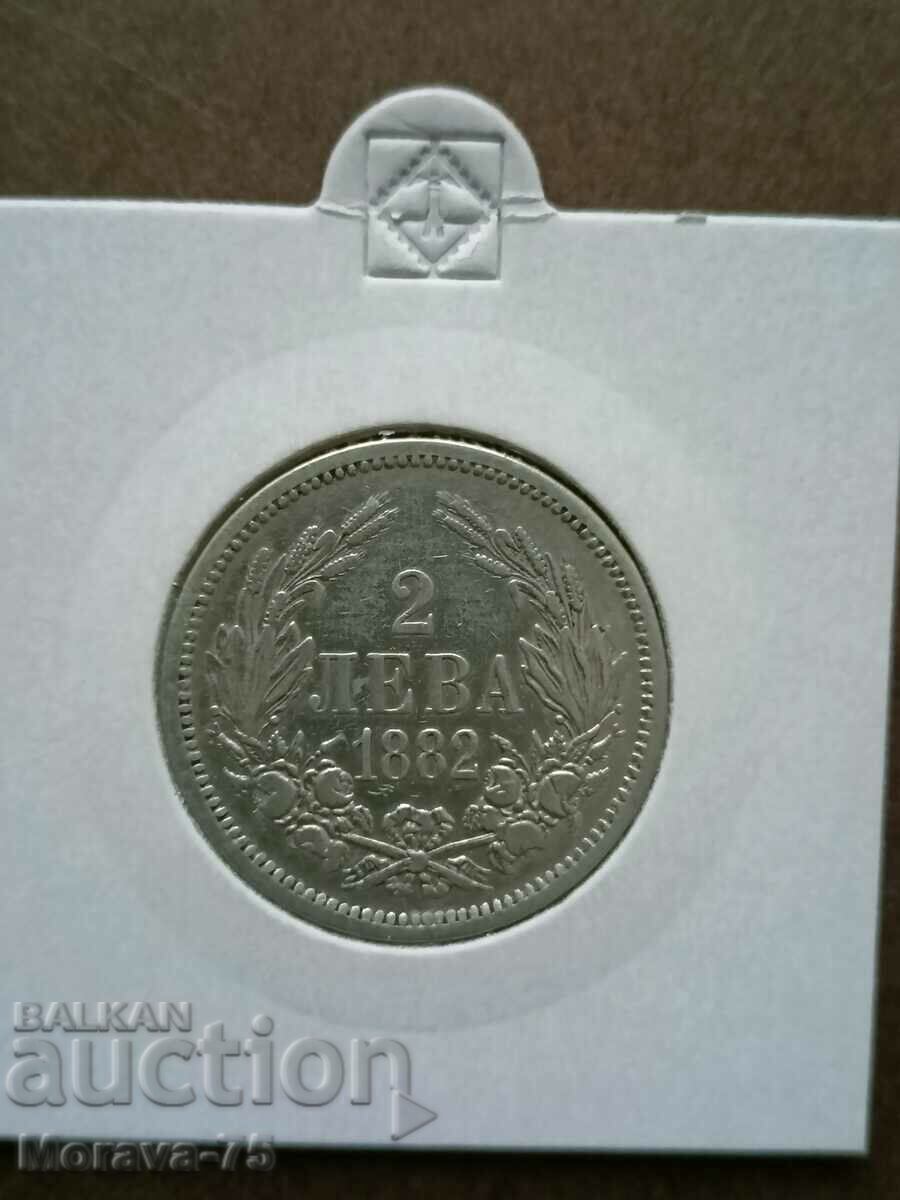 2
ЛЕВА
1882
BALKAN
auction
Morava-75